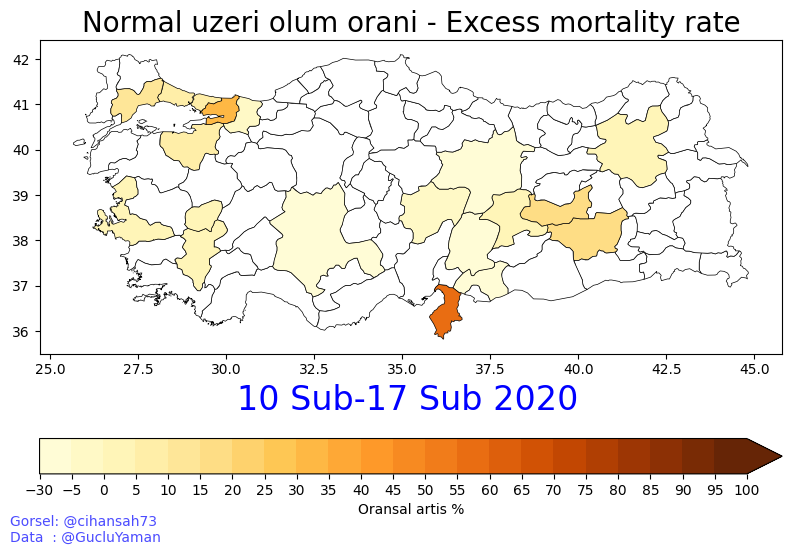 Normal uzeri olum orani - Excess mortality rate
42
41
40
39
38
37
36
25.0 27.5 30.0 32.5 35.0 37.5 40.0 42.5 45.0
10 Sub-17 Sub 2020
−30 −5 0 5 10 15 20 25 30 35 40 45 50 55 60 65 70 75 80 85 90 95 100
Oransal artis %
Gorsel: @cihansah73
Data : @GucluYaman